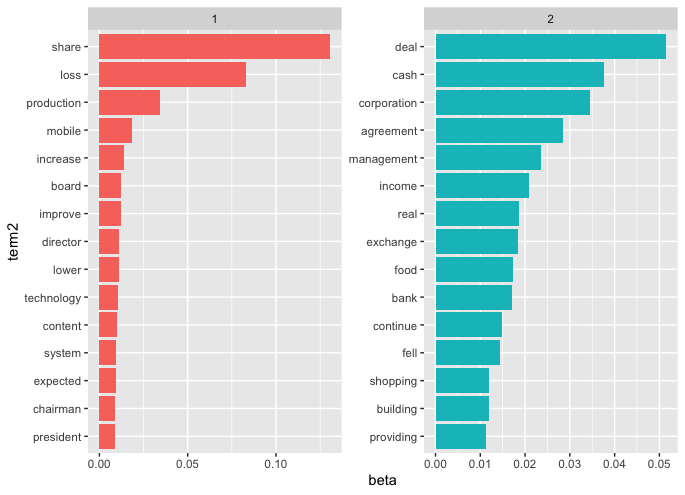 1
2
share
loss
production
mobile
increase
board
improve
director
lower
technology
content
system
expected
chairman
president
deal
cash
corporation
agreement
management
income
real
exchange
food
bank
continue
fell
shopping
building
providing
0.00 0.05 0.10
0.00 0.01 0.02 0.03 0.04 0.05
term2
beta